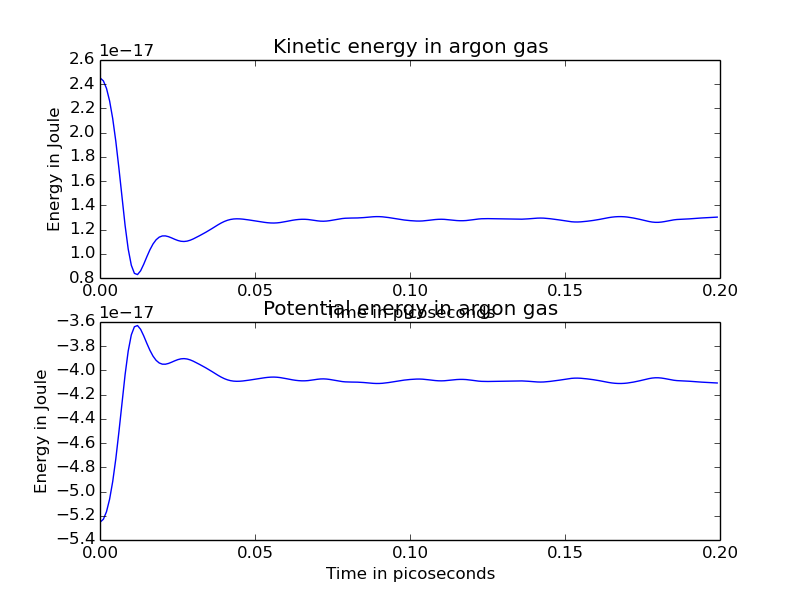 Kinetic energy in argon gas
1e−17
2.6
2.4
2.2
2.0
1.8
1.6
1.4
1.2
1.0
0.8
Energy in Joule
0.00 0.05 0.10 0.15 0.20
Time in picoseconds
Potential energy in argon gas
1e−17
−3.6
−3.8
−4.0
−4.2
−4.4
−4.6
−4.8
−5.0
−5.2
−5.4
Energy in Joule
0.00 0.05 0.10 0.15 0.20
Time in picoseconds